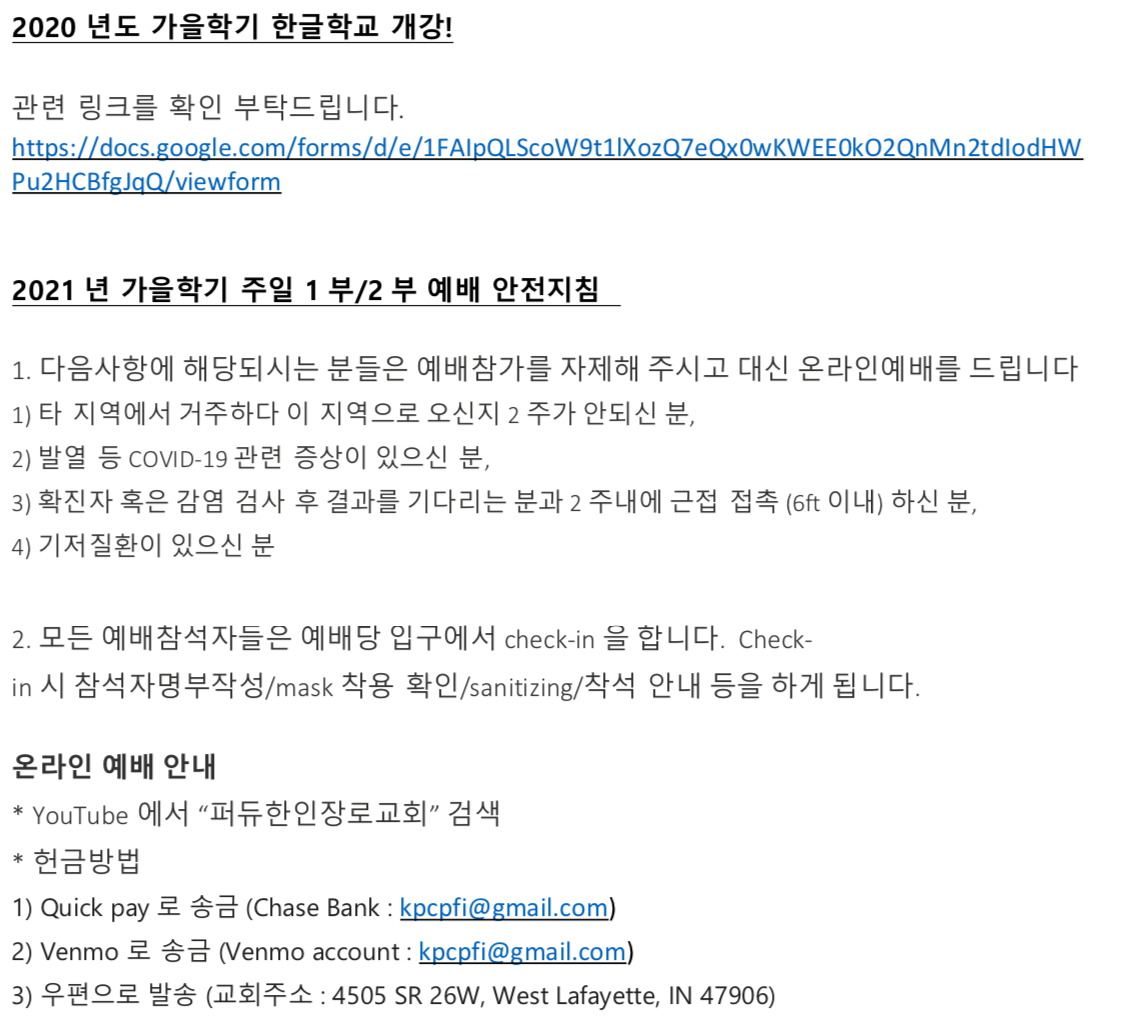 2020 년도 가을학기 한글학교 개강!
관련 링크를 확인 부탁드립니다.
https://docs.google.com/forms/d/e/1FAIpQLScoW9t1lXozQ7eQx0wKWEE0kO2QnMn2tdIodHW
Pu2HCBfgJqQ/viewform
2021 년 가을학기 주일 1 부/2 부 예배 안전지침
1. 다음사항에 해당되시는 분들은 예배참가를 자제해 주시고 대신 온라인예배를 드립니다
1) 타 지역에서 거주하다 이 지역으로 오신지 2 주가 안되신 분,
2) 발열 등 COVID-19 관련 증상이 있으신 분,
3) 확진자 혹은 감염 검사 후 결과를 기다리는 분과 2 주내에 근접 접촉 (6ft 이내) 하신 분,
4) 기저질환이 있으신 분
2. 모든 예배참석자들은 예배당 입구에서 check-in 을 합니다. Check-
in 시 참석자명부작성/mask 착용 확인/sanitizing/착석 안내 등을 하게 됩니다.
온라인 예배 안내
* YouTube 에서 “퍼듀한인장로교회” 검색
* 헌금방법
1) Quick pay 로 송금 (Chase Bank : kpcpfi@gmail.com)
2) Venmo 로 송금 (Venmo account : kpcpfi@gmail.com)
3) 우편으로 발송 (교회주소 : 4505 SR 26W, West Lafayette, IN 47906)